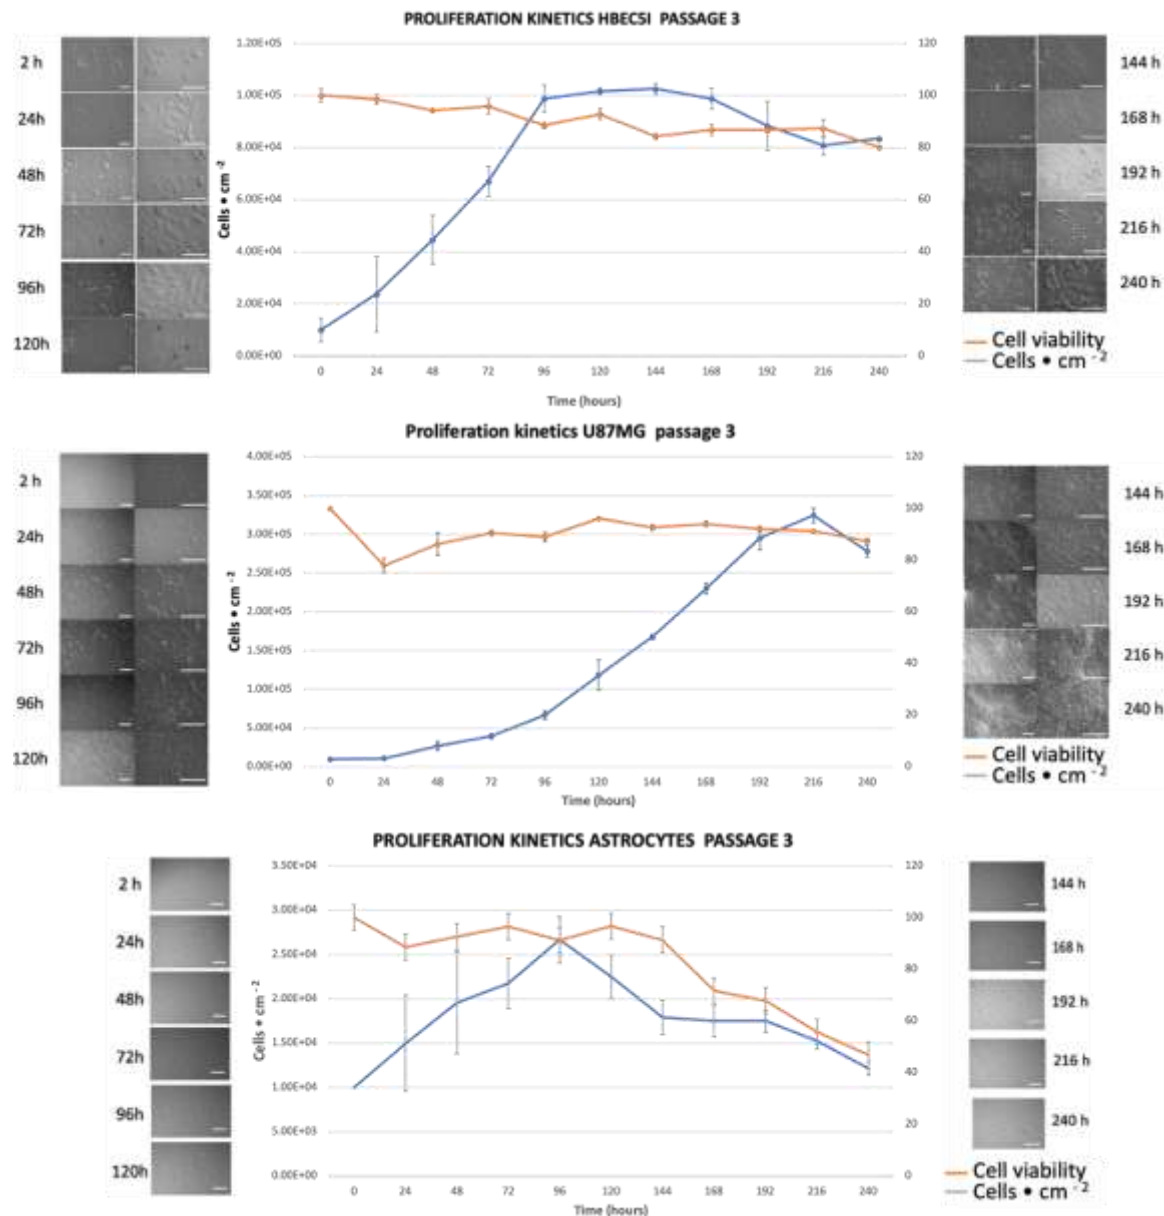 PROLIFERATION KINETICS HBEC5I PASSAGE 3
2 h
24h
48h
72h
96h
120h
Cells • cm -2
1.20E+05
1.00E+05
8.00E+04
6.00E+04
4.00E+04
2.00E+04
0.00E+00
120
100
80
60
40
20
0
0 24 48 72 96 120 144 168 192 216 240
Time (hours)
144 h
168 h
192 h
216 h
240 h
Cell viability
Cells • cm -2
Proliferation kinetics U87MG passage 3
2 h
24h
48h
72h
96h
120h
Cells • cm -2
4.00E+05
3.50E+05
3.00E+05
2.50E+05
2.00E+05
1.50E+05
1.00E+05
5.00E+04
0.00E+00
120
100
80
60
40
20
0
0 24 48 72 96 120 144 168 192 216 240
Time (hours)
144 h
168 h
192 h
216 h
240 h
Cell viability
Cells • cm -2
PROLIFERATION KINETICS ASTROCYTES PASSAGE 3
2 h
24h
48h
72h
96h
120h
Cells • cm -2
3.50E+04
3.00E+04
2.50E+04
2.00E+04
1.50E+04
1.00E+04
5.00E+03
0.00E+00
120
100
80
60
40
20
0
0 24 48 72 96 120 144 168 192 216 240
Time (hours)
144 h
168 h
192 h
216 h
240 h
Cell viability
Cells • cm -2